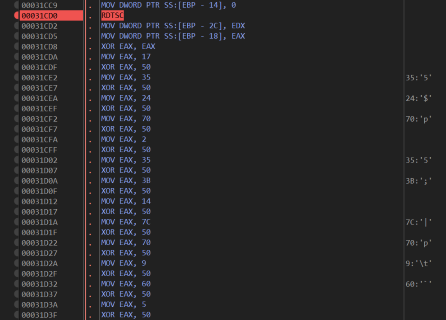 00031CC9 . MOV DWORD PTR SS:[EBP - 14], 0
00031CD0 . RDTSC
00031CD2 . MOV DWORD PTR SS:[EBP - 2C], EDX
00031CD5 . MOV DWORD PTR SS:[EBP - 18], EAX
00031CD8 . XOR EAX, EAX
00031CDA . MOV EAX, 17
00031CDF . XOR EAX, 50
00031CE2 . MOV EAX, 35 35:'5'
00031CE7 . XOR EAX, 50
00031CEA . MOV EAX, 24 24:'$'
00031CEF . XOR EAX, 50
00031CF2 . MOV EAX, 70 70:'p'
00031CF7 . XOR EAX, 50
00031CFA . MOV EAX, 2
00031CFF . XOR EAX, 50
00031D02 . MOV EAX, 35 35:'5'
00031D07 . XOR EAX, 50
00031D0A . MOV EAX, 3B 3B:';'
00031D0F . XOR EAX, 50
00031D12 . MOV EAX, 14
00031D17 . XOR EAX, 50
00031D1A . MOV EAX, 7C 7C:'|'
00031D1F . XOR EAX, 50
00031D22 . MOV EAX, 70 70:'p'
00031D27 . XOR EAX, 50
00031D2A . MOV EAX, 9 9:'\t'
00031D2F . XOR EAX, 50
00031D32 . MOV EAX, 60 60:'`'
00031D37 . XOR EAX, 50
00031D3A . MOV EAX, 5
00031D3F . XOR EAX, 50